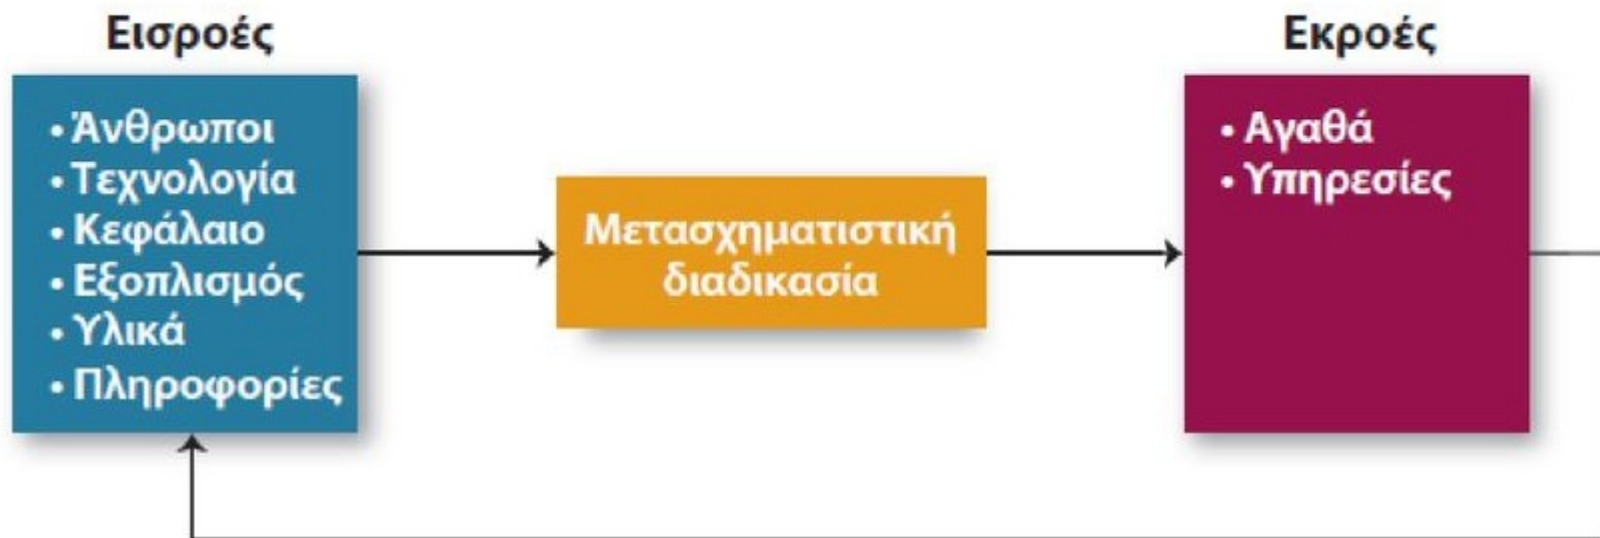 Εισροές
• Άνθρωποι
• Τεχνολογία
• Κεφάλαιο
• Εξοπλισμός
• Υλικά
• Πληροφορίες
Μετασχηματιστική
διαδικασία
Εκροές
• Αγαθά
• Υπηρεσίες